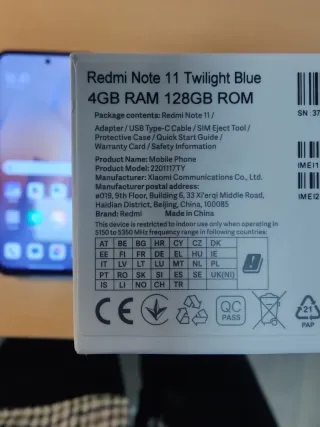 Redmi Note 11 Twilight Blue
4GB RAM 128GB ROM
Package contents: Redmi Note 11 /
Adapter / USB Type-C Cable / SIM Eject Tool /
Protective Case / Quick Start Guide /
Warranty Card / Safety Information
Product Name: Mobile Phone
Product Model: 2201117TY
Manufacturer: Xiaomi Communications Co., Ltd.
Manufacturer postal address:
#019, 9th Floor, Building 6, 33 Xi'erqi Middle Road,
Haidian District, Beijing, China, 100085
Brand: Redmi Made in China
This device is restricted to indoor use only when operating in
5150 to 5350 MHz frequency range in following countries:
AT BE BG HR CY CZ DK
EE FI FR DE EL HU IE
IT LV LT LU MT NL PL
PT RO SK SI ES SE UK(NI)
IS LI NO CH TR
SN: 37
IMEI1
IMEI2
CE
QC
PASS
21
PAP